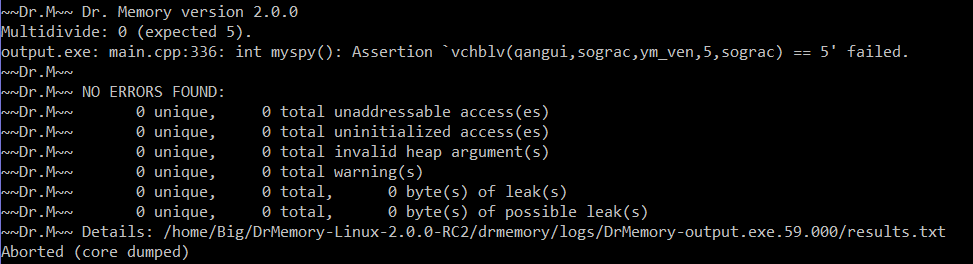 ~~Dr.M~~ Dr. Memory version 2.0.0
Multidivide: 0 (expected 5).
output.exe: main.cpp:336: int myspy(): Assertion `vchblv(qangui,sograc,ym_ven,5,sograc) == 5' failed.
~~Dr.M~~
~~Dr.M~~ NO ERRORS FOUND:
~~Dr.M~~       0 unique,     0 total unaddressable access(es)
~~Dr.M~~       0 unique,     0 total uninitialized access(es)
~~Dr.M~~       0 unique,     0 total invalid heap argument(s)
~~Dr.M~~       0 unique,     0 total warning(s)
~~Dr.M~~       0 unique,     0 total,      0 byte(s) of leak(s)
~~Dr.M~~       0 unique,     0 total,      0 byte(s) of possible leak(s)
~~Dr.M~~ Details: /home/Big/DrMemory-Linux-2.0.0-RC2/drmemory/logs/DrMemory-output.exe.59.000/results.txt
Aborted (core dumped)